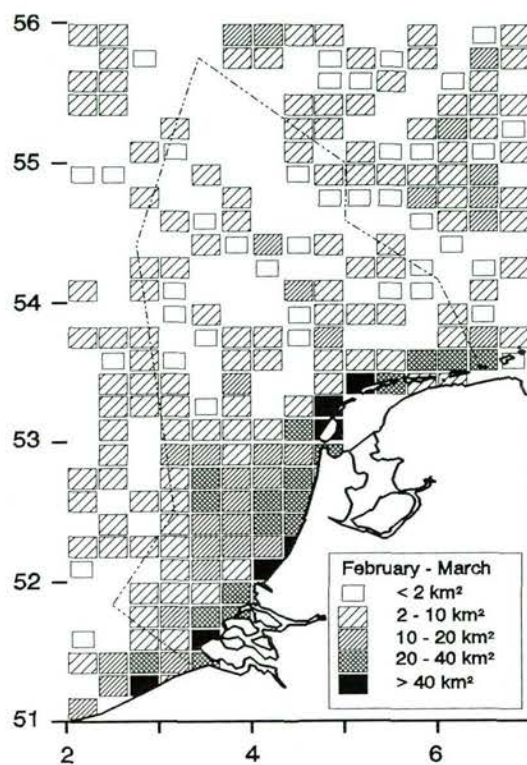 56
55
54
53
52
51
2 4 6
February - March
< 2 km²
2 - 10 km²
10 - 20 km²
20 - 40 km²
> 40 km²